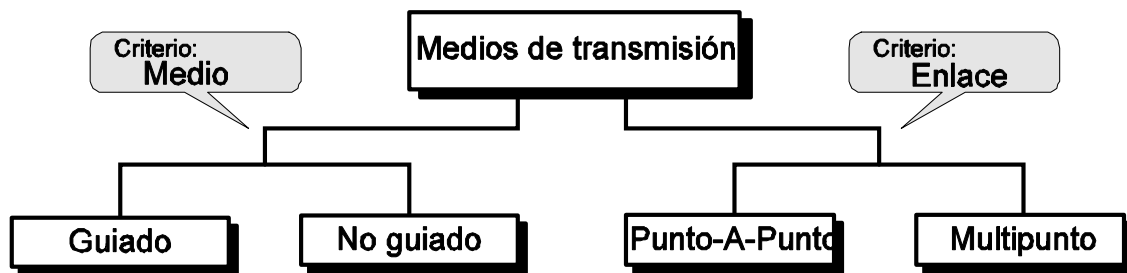 Medios de transmisión
Criterio:
Medio
Criterio:
Enlace
Guiado
No guiado
Punto-A-Punto
Multipunto